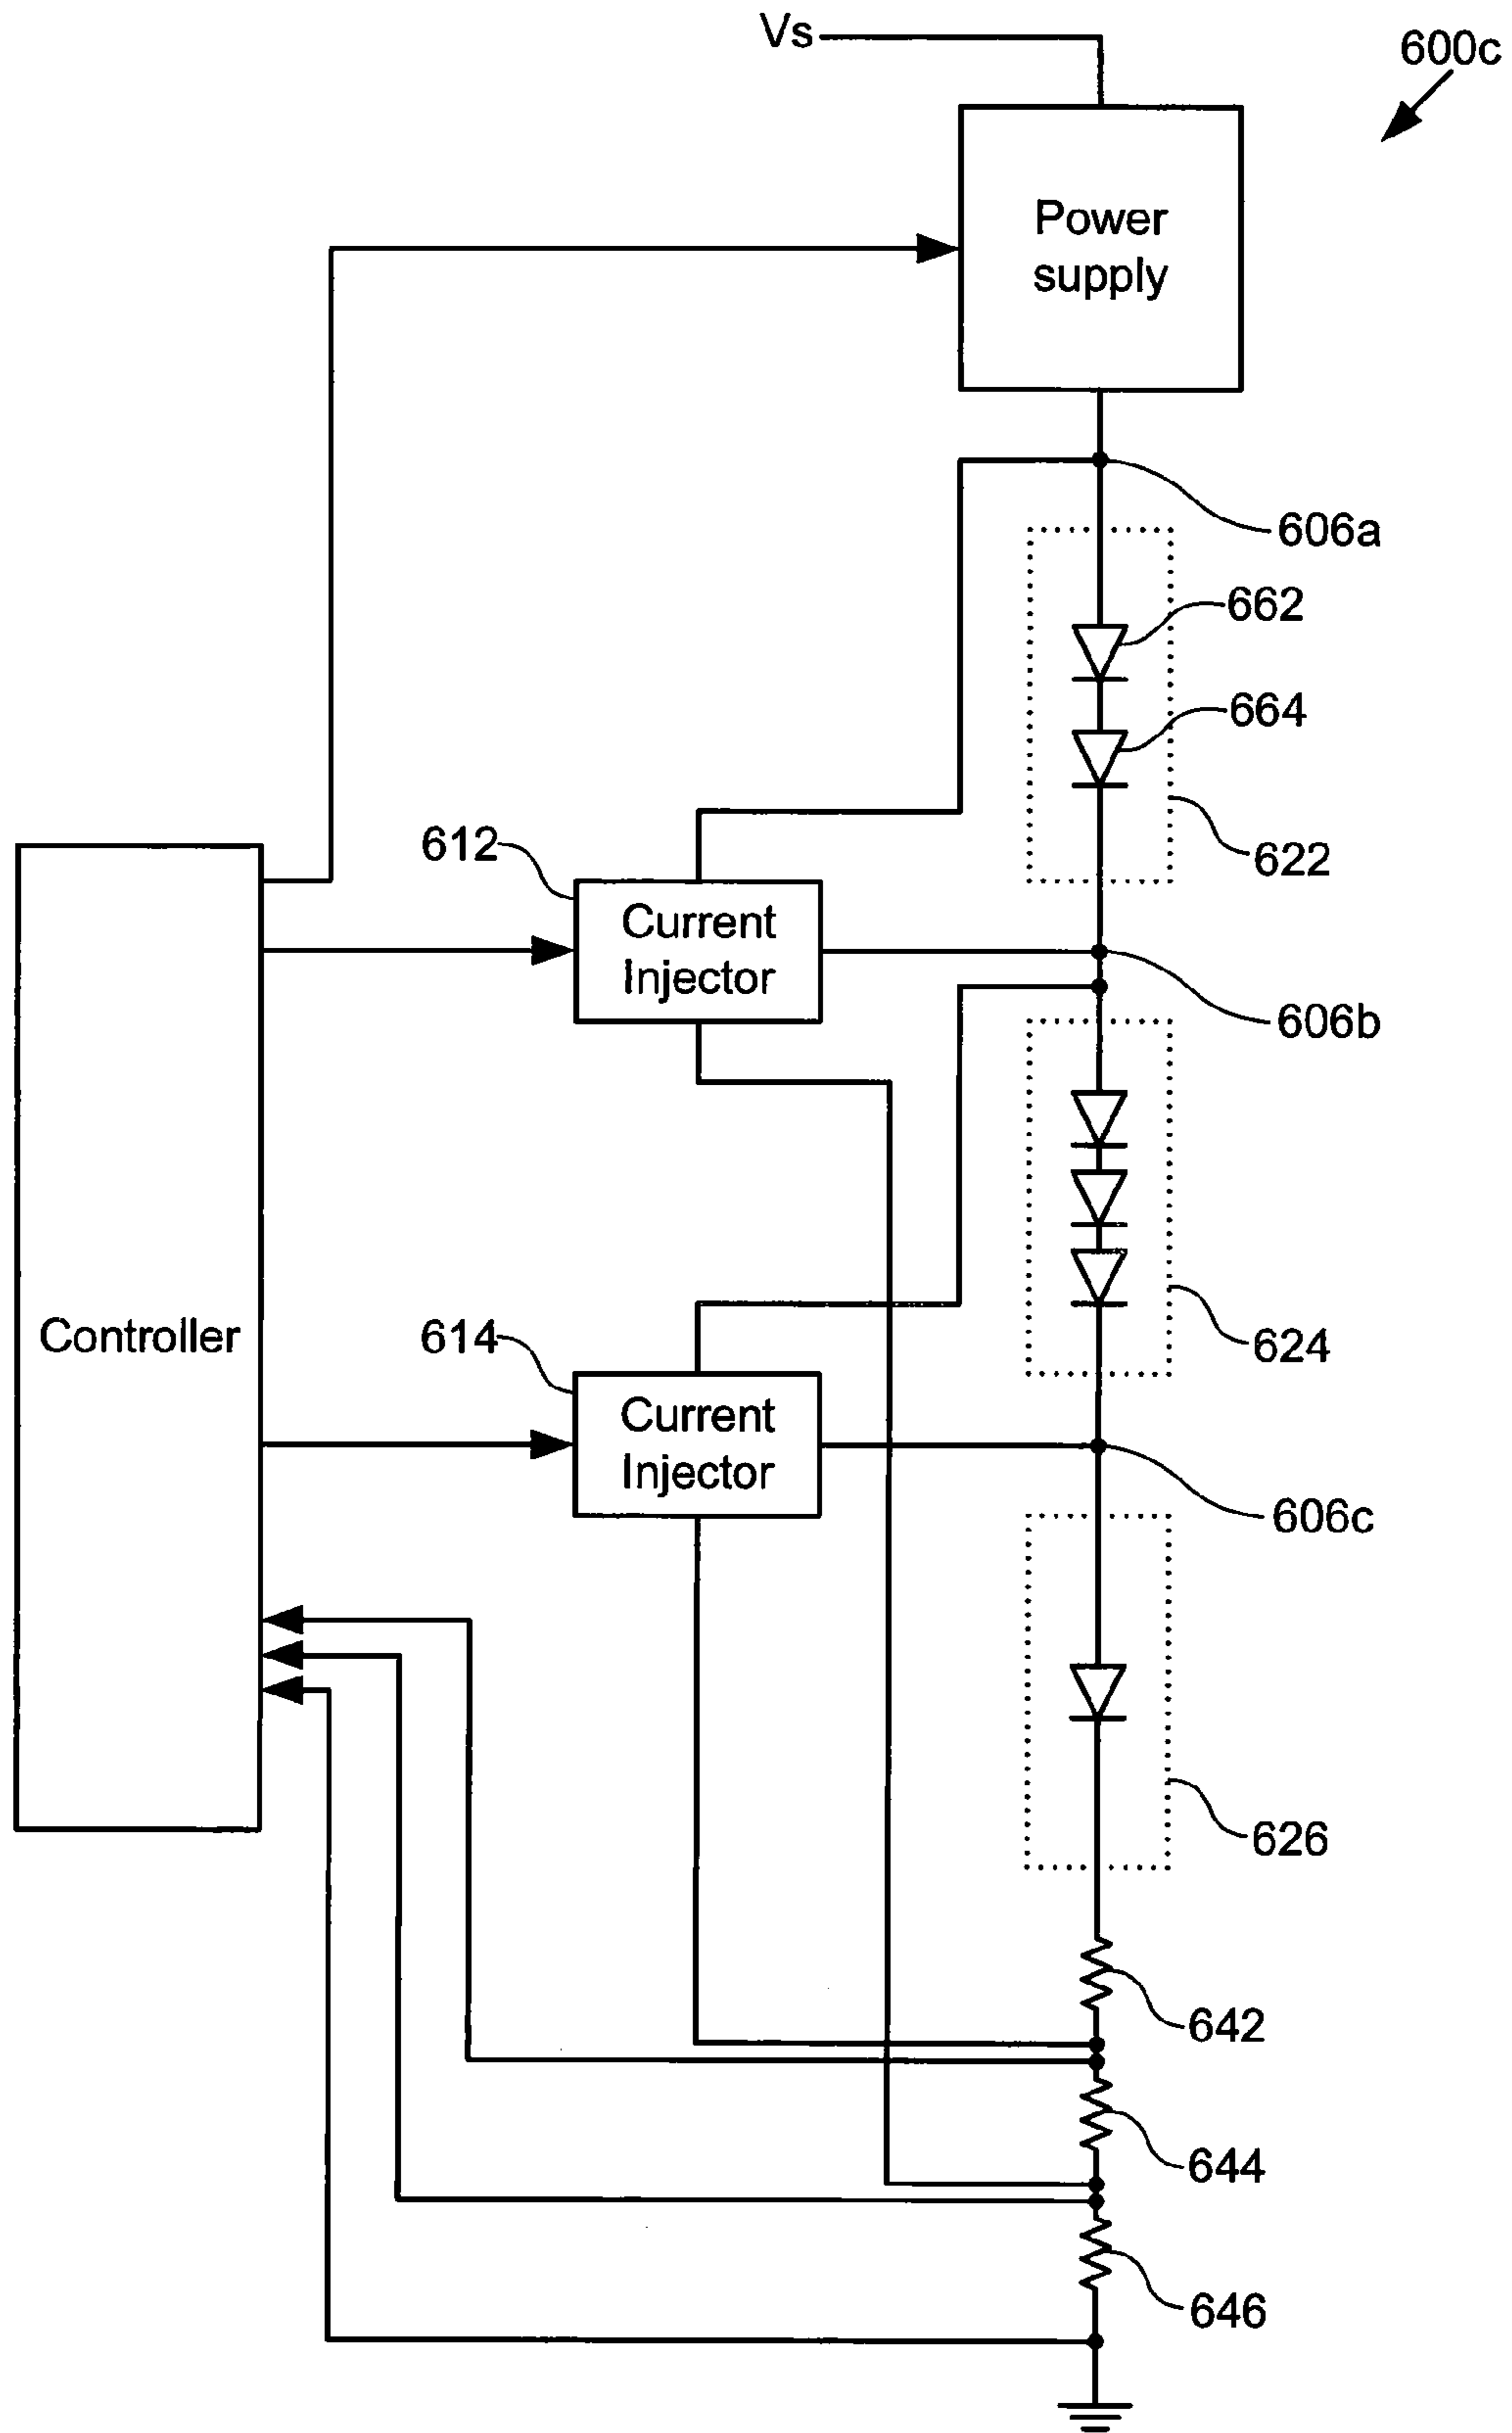 Vs
600c
Power
supply
606a
662
664
612
622
Current
Injector
606b
Controller
614
624
Current
Injector
606c
626
642
644
646